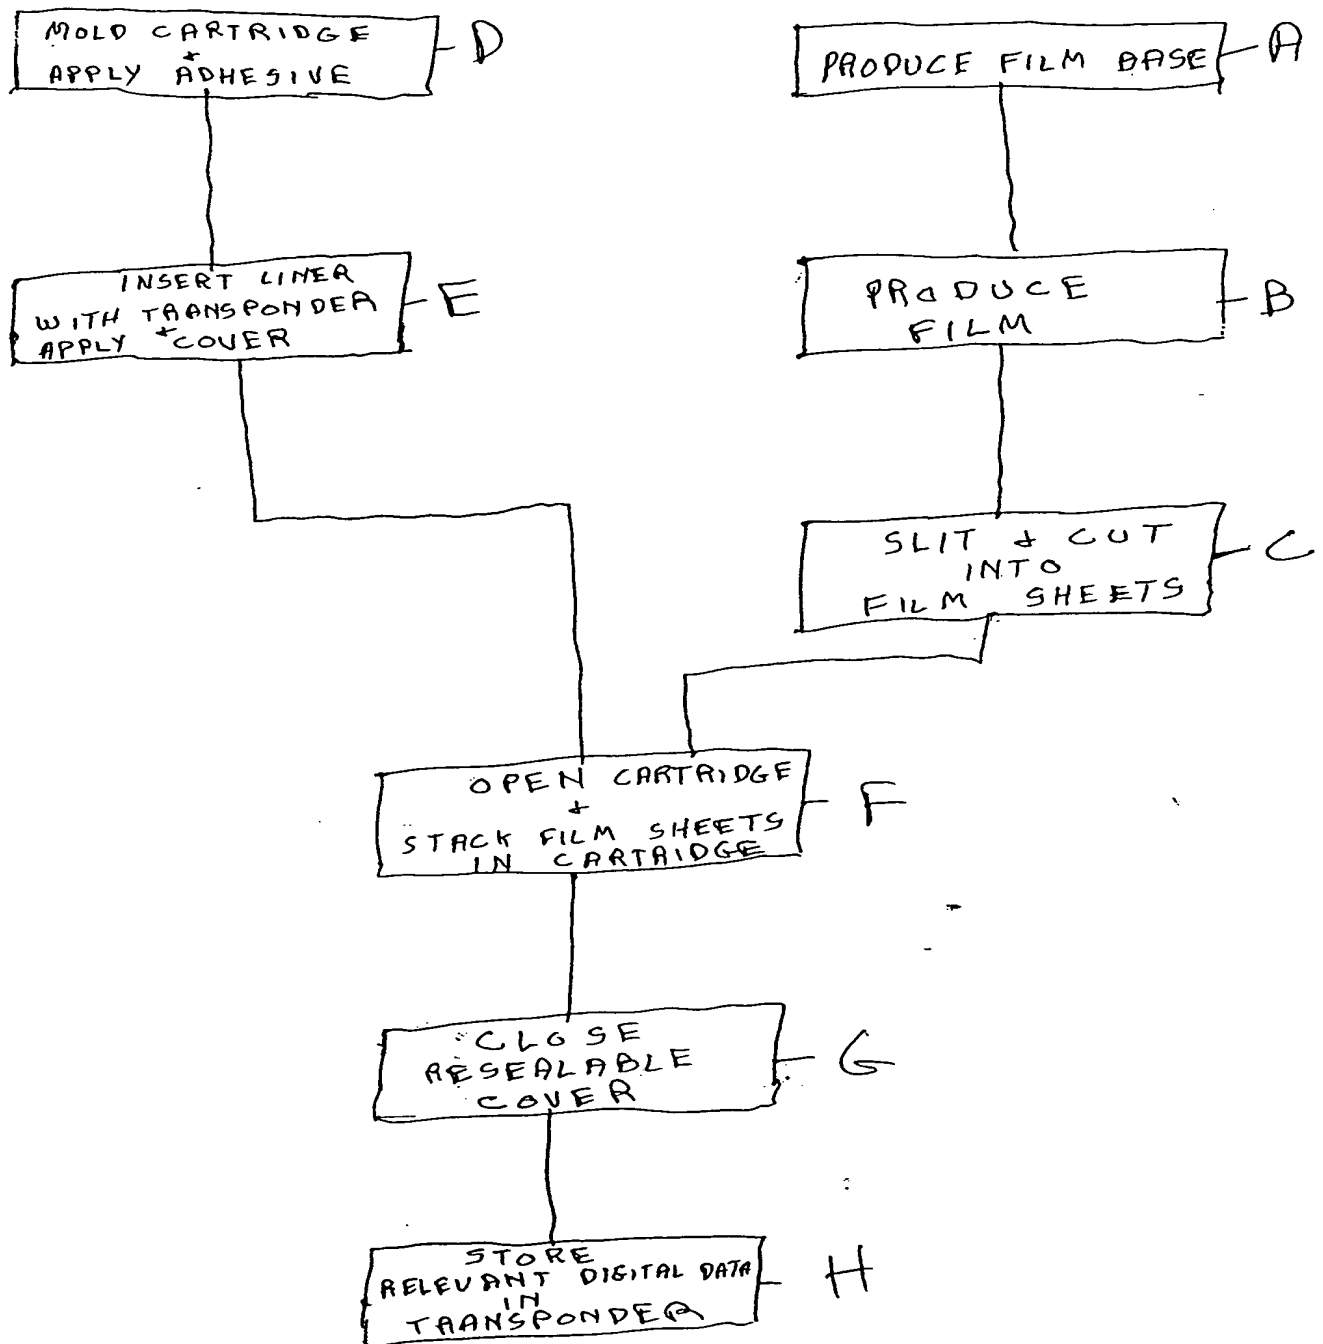 MOLD CARTRIDGE
+
APPLY ADHESIVE
D
PRODUCE FILM BASE
A
INSERT LINER
WITH TRANSPONDER
+
APPLY COVER
E
PRODUCE
FILM
B
SLIT & CUT
INTO
FILM SHEETS
C
OPEN CARTRIDGE
+
STACK FILM SHEETS
IN CARTRIDGE
F
CLOSE
RESEALABLE
COVER
G
STORE
RELEVANT DIGITAL DATA
IN
TRANSPONDER
H